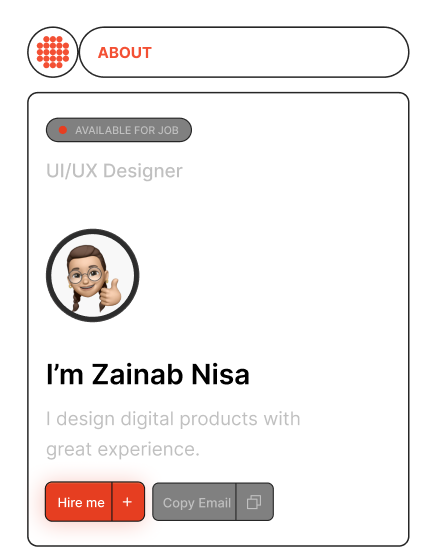 ABOUT
AVAILABLE FOR JOB
UI/UX Designer
I’m Zainab Nisa
I design digital products with
great experience.
Hire me +
Copy Email